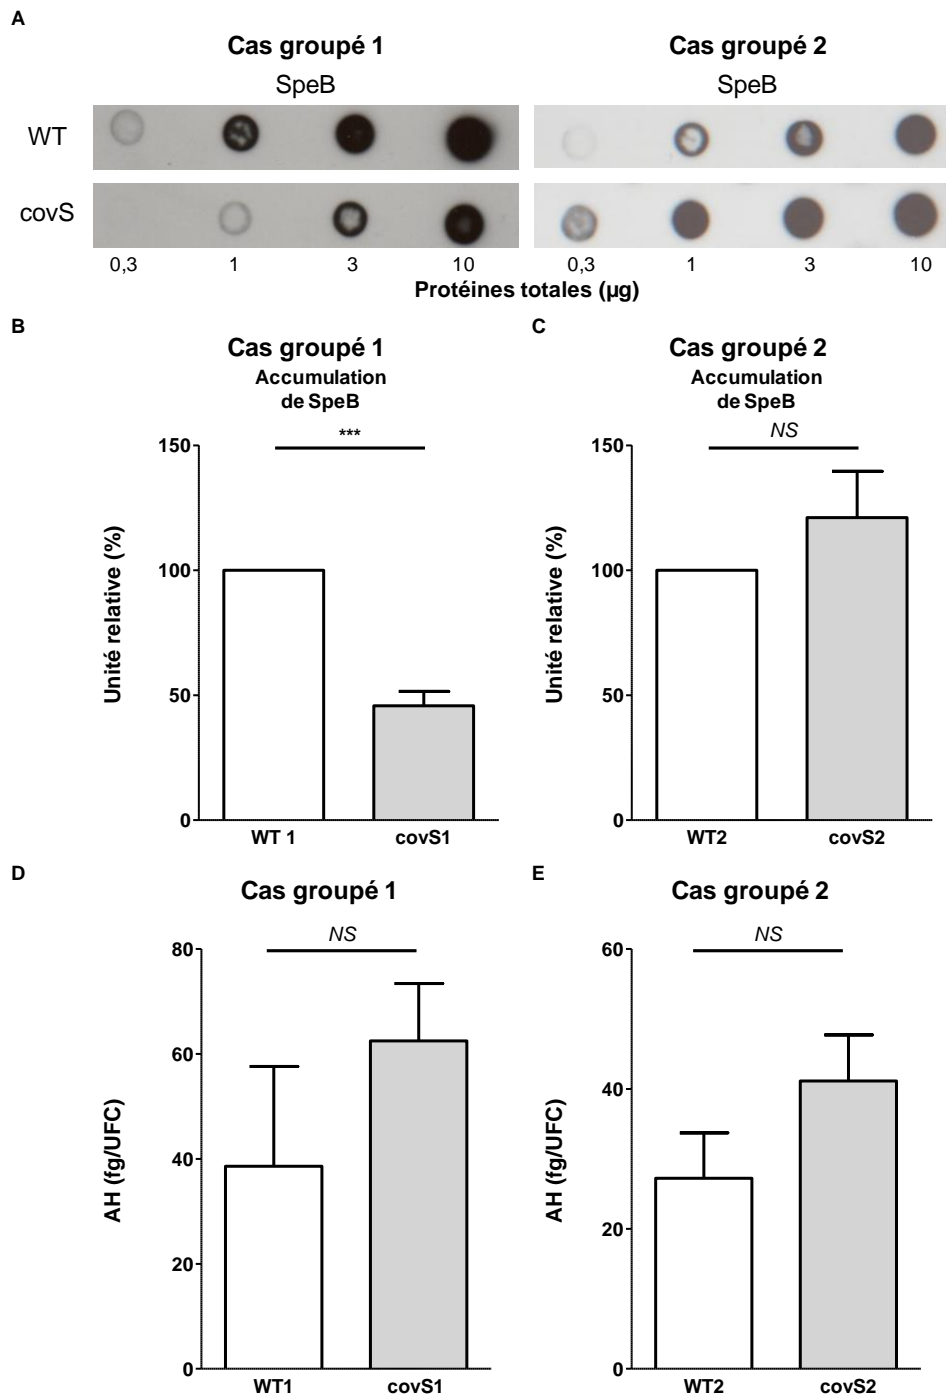 A
Cas groupé 1
Cas groupé 2
SpeB
SpeB
WT
covS
0,3 1 3 10 0,3 1 3 10
Protéines totales (µg)
B
C
Cas groupé 1
Accumulation
de SpeB
***
150
100
50
0
Unité relative (%)
WT 1 covS1
Cas groupé 2
Accumulation
de SpeB
NS
150
100
50
0
Unité relative (%)
WT2 covS2
D
E
Cas groupé 1
NS
80
60
40
20
0
AH (fg/UFC)
WT1 covS1
Cas groupé 2
NS
60
40
20
0
AH (fg/UFC)
WT2 covS2